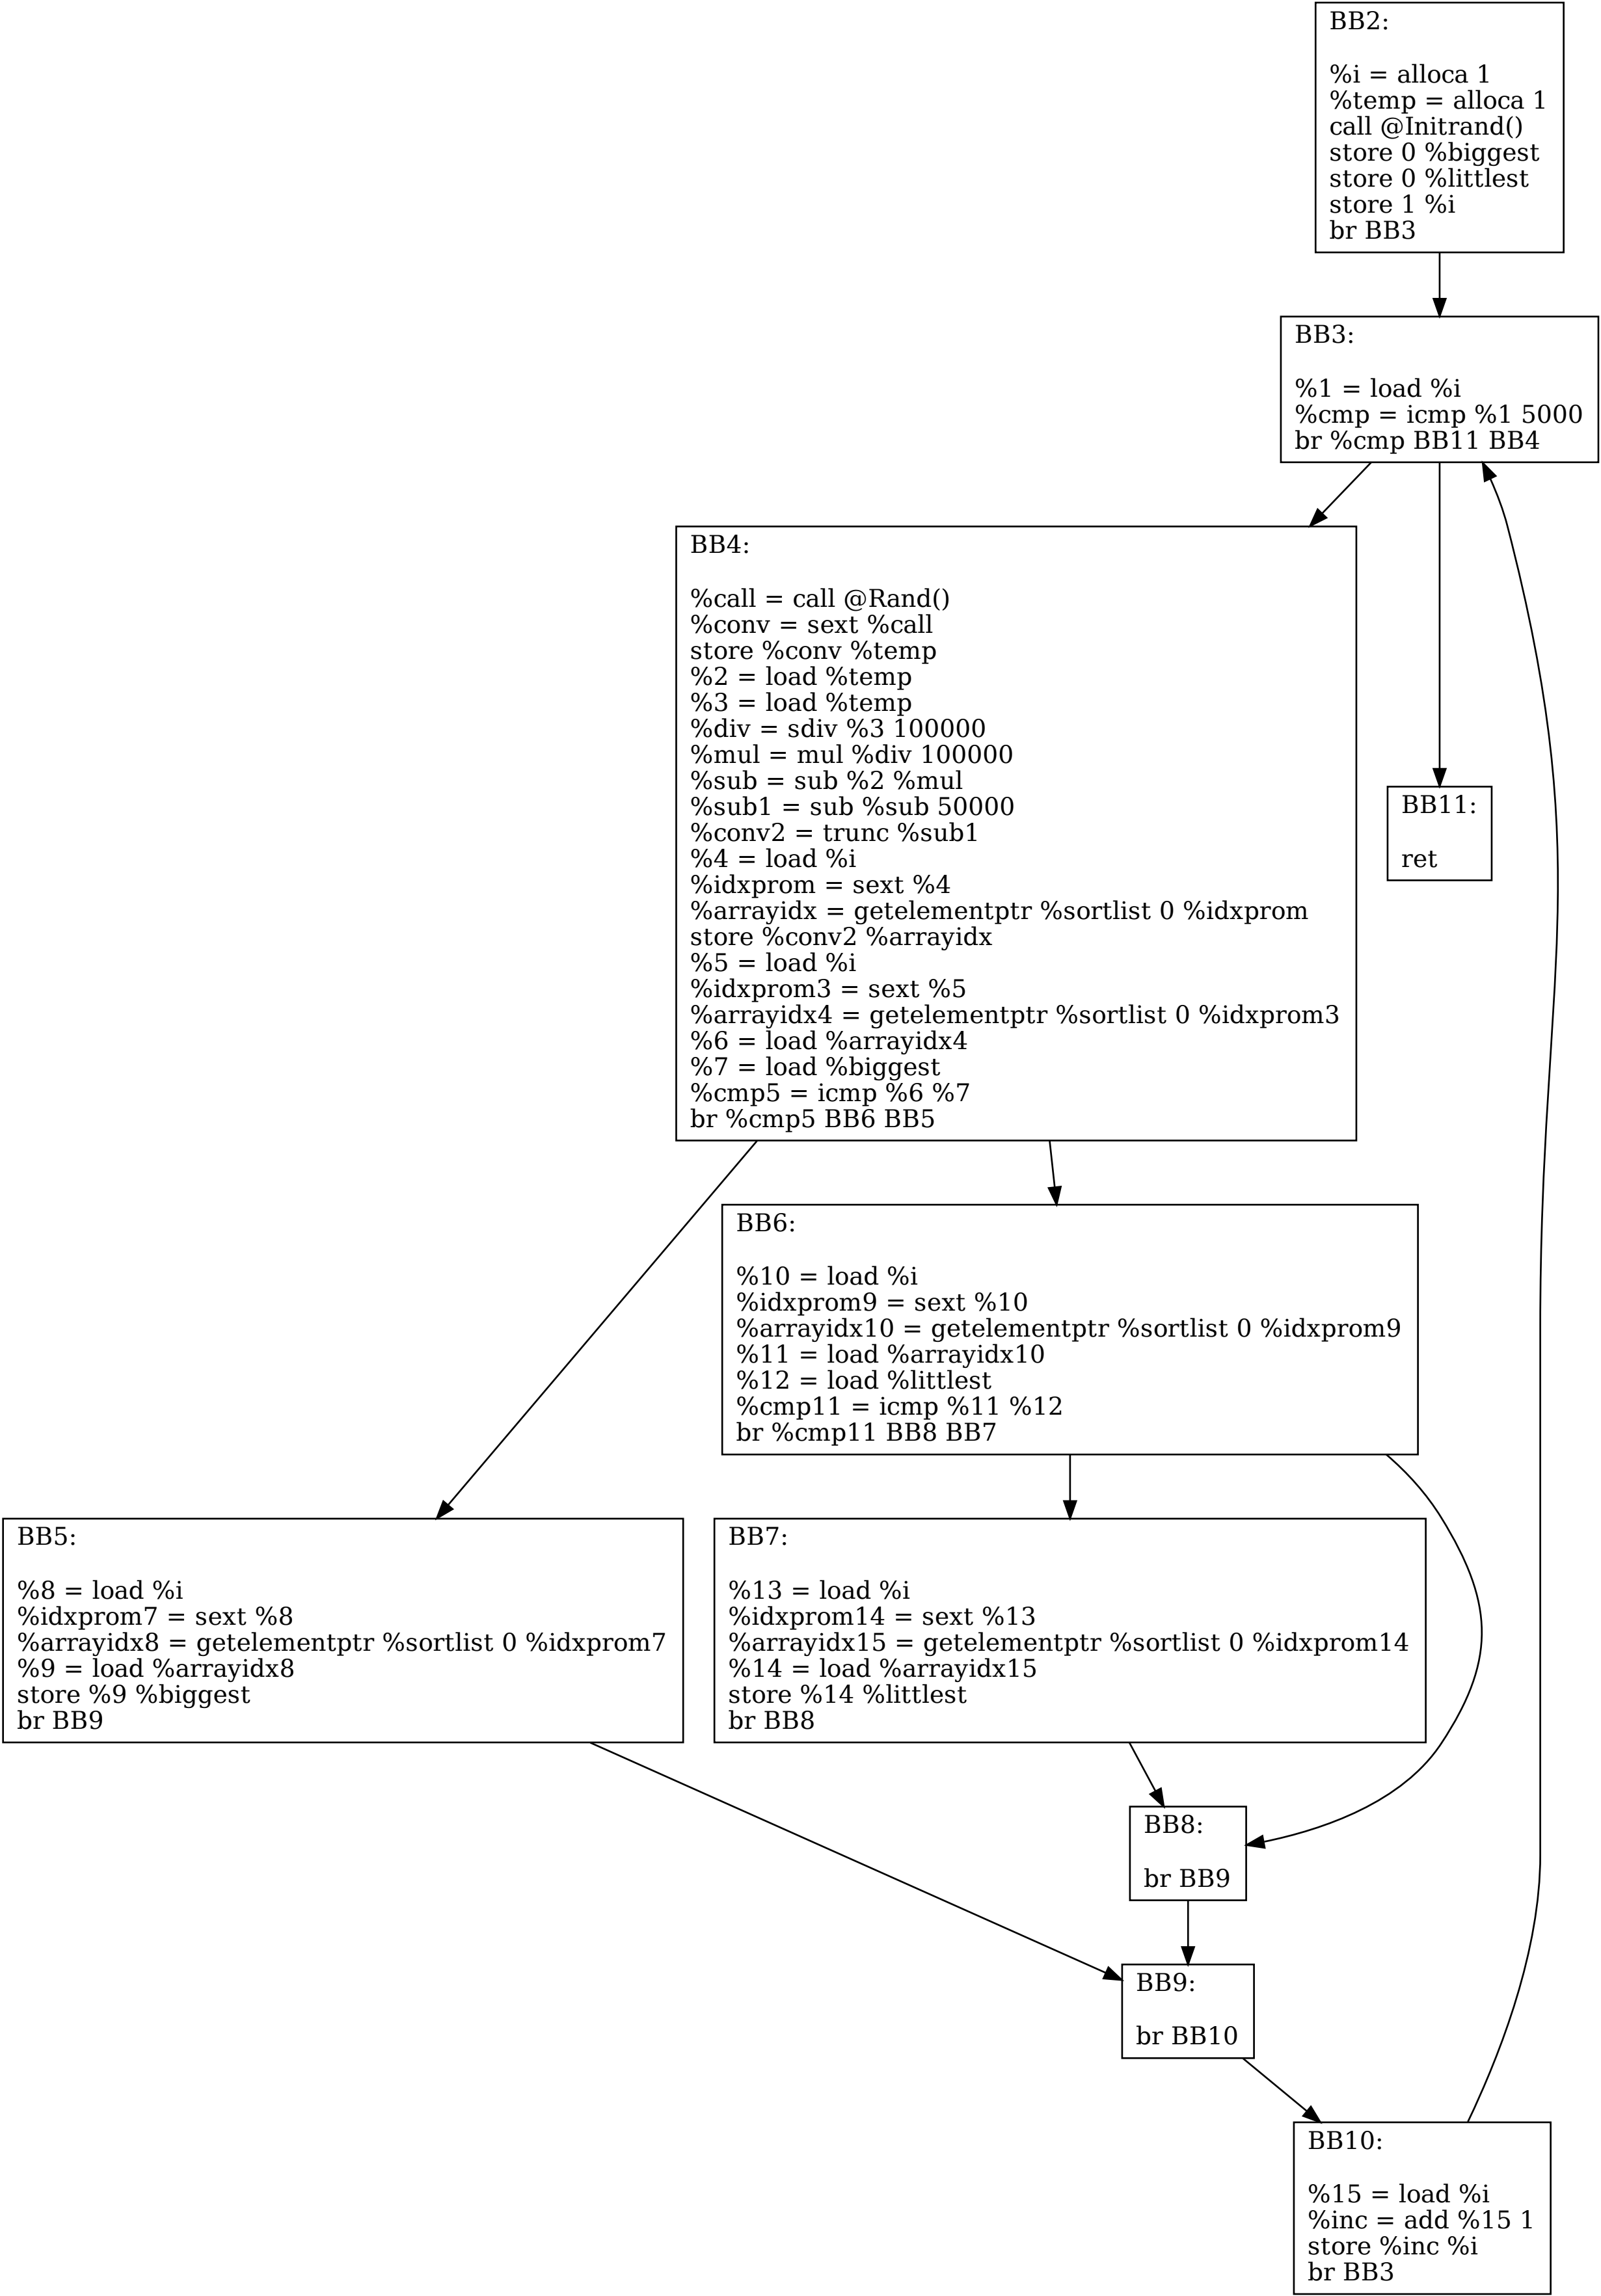 BB2:
%i = alloca 1
%temp = alloca 1
call @Initrand()
store 0 %biggest
store 0 %littlest
store 1 %i
br BB3
BB3:
%1 = load %i
%cmp = icmp %1 5000
br %cmp BB11 BB4
BB4:
%call = call @Rand()
%conv = sext %call
store %conv %temp
%2 = load %temp
%3 = load %temp
%div = sdiv %3 100000
%mul = mul %div 100000
%sub = sub %2 %mul
%sub1 = sub %sub 50000
%conv2 = trunc %sub1
%4 = load %i
%idxprom = sext %4
%arrayidx = getelementptr %sortlist 0 %idxprom
store %conv2 %arrayidx
%5 = load %i
%idxprom3 = sext %5
%arrayidx4 = getelementptr %sortlist 0 %idxprom3
%6 = load %arrayidx4
%7 = load %biggest
%cmp5 = icmp %6 %7
br %cmp5 BB6 BB5
BB11:
ret
BB6:
%10 = load %i
%idxprom9 = sext %10
%arrayidx10 = getelementptr %sortlist 0 %idxprom9
%11 = load %arrayidx10
%12 = load %littlest
%cmp11 = icmp %11 %12
br %cmp11 BB8 BB7
BB5:
%8 = load %i
%idxprom7 = sext %8
%arrayidx8 = getelementptr %sortlist 0 %idxprom7
%9 = load %arrayidx8
store %9 %biggest
br BB9
BB7:
%13 = load %i
%idxprom14 = sext %13
%arrayidx15 = getelementptr %sortlist 0 %idxprom14
%14 = load %arrayidx15
store %14 %littlest
br BB8
BB8:
br BB9
BB9:
br BB10
BB10:
%15 = load %i
%inc = add %15 1
store %inc %i
br BB3